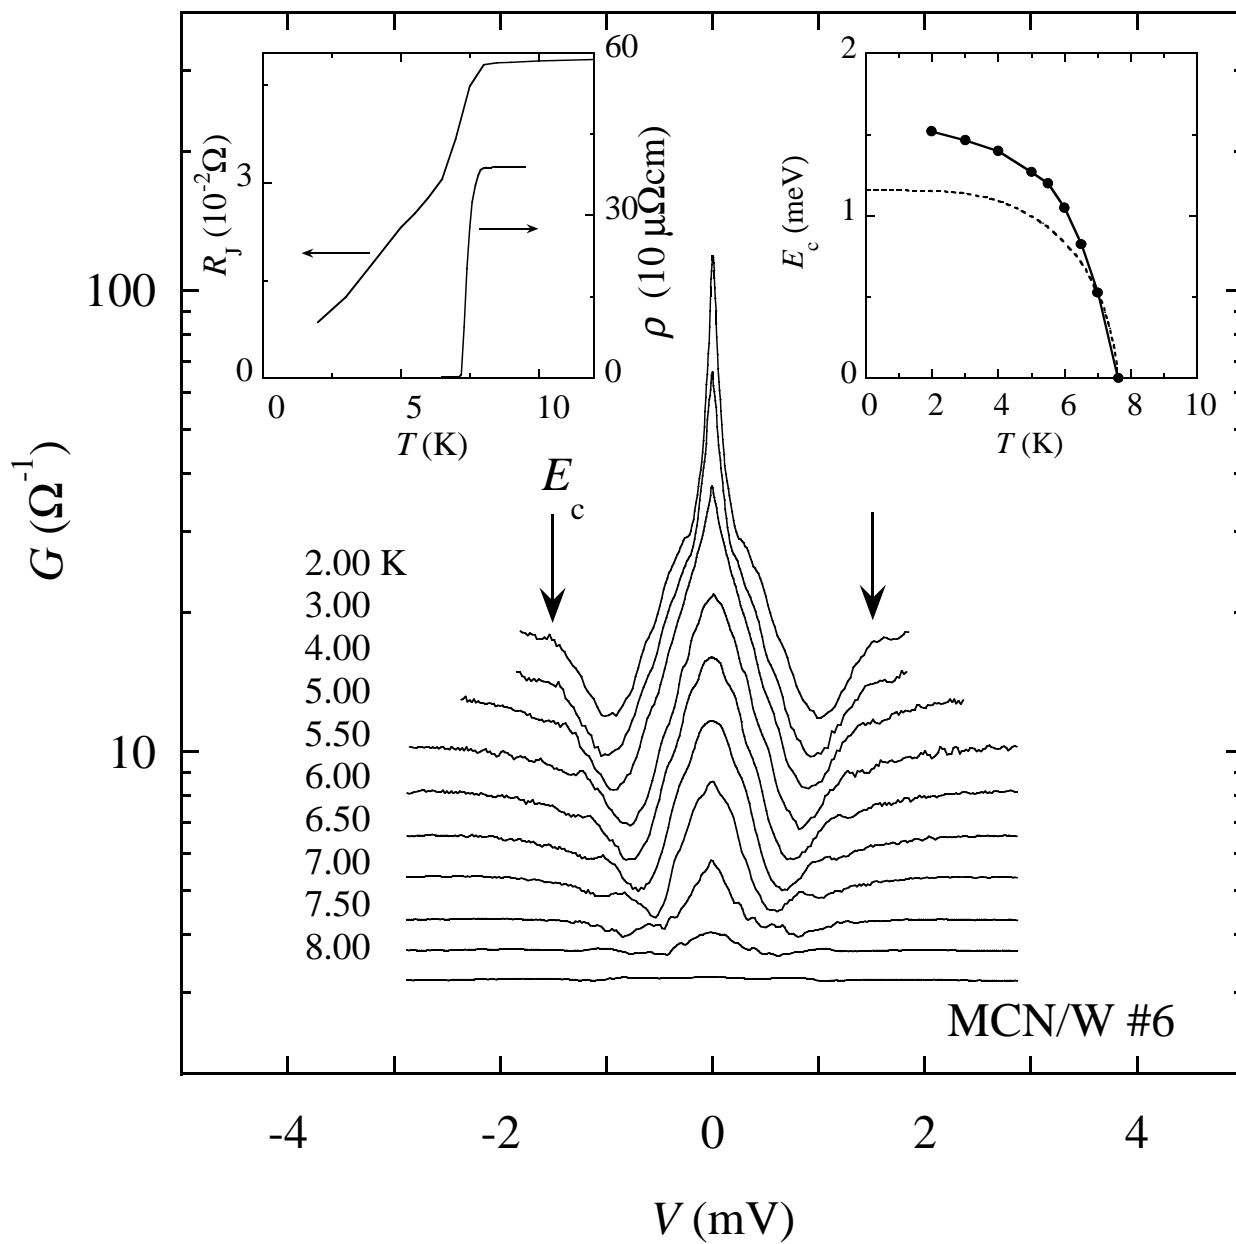 60
30
0
3
0
R_J (10^-2 Ω)
ρ (10 μΩcm)
0 5 10
T (K)
2
1
0
E_c (meV)
0 2 4 6 8 10
T (K)
100
10
G (Ω^-1)
E_c
2.00 K
3.00
4.00
5.00
5.50
6.00
6.50
7.00
7.50
8.00
MCN/W #6
-4 -2 0 2 4
V (mV)